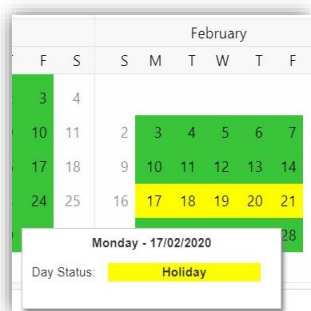 February
F S S M T W T F
3 4
10 11 2 3 4 5 6 7
17 18 9 10 11 12 13 14
24 25 16 17 18 19 20 21
28
Monday - 17/02/2020
Day Status: Holiday